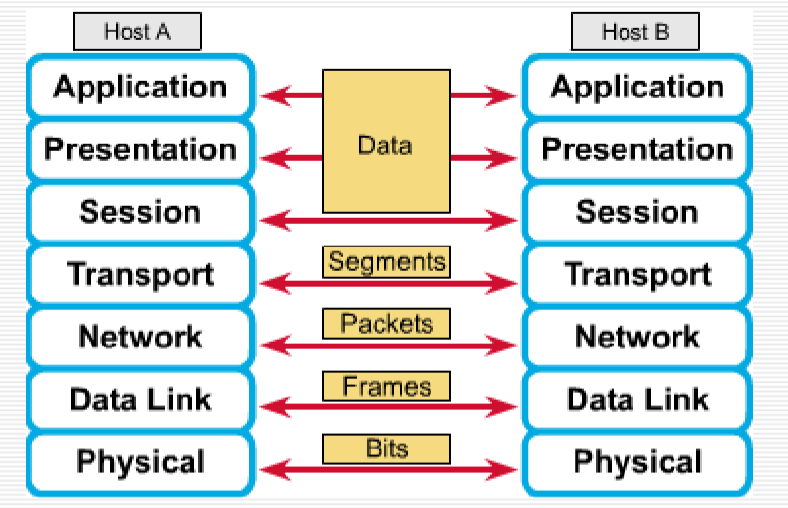 Host A
Host B
Application
Application
Presentation
Data
Presentation
Session
Session
Transport
Segments
Transport
Network
Packets
Network
Data Link
Frames
Data Link
Physical
Bits
Physical